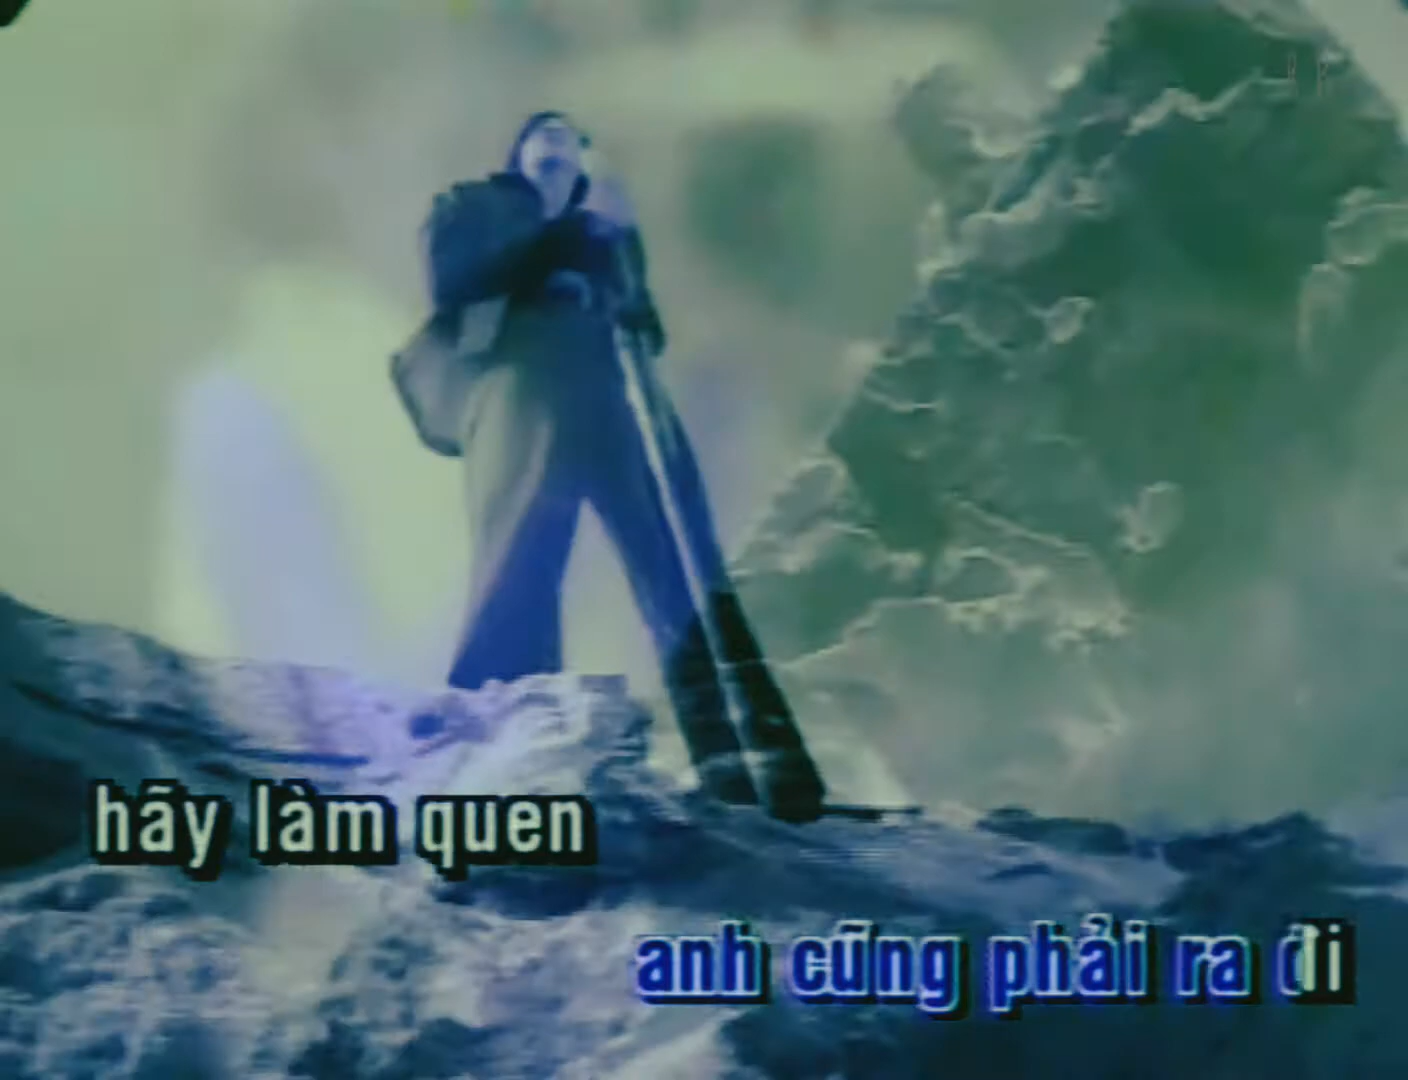 hãy làm quen
anh cũng phải ra đi